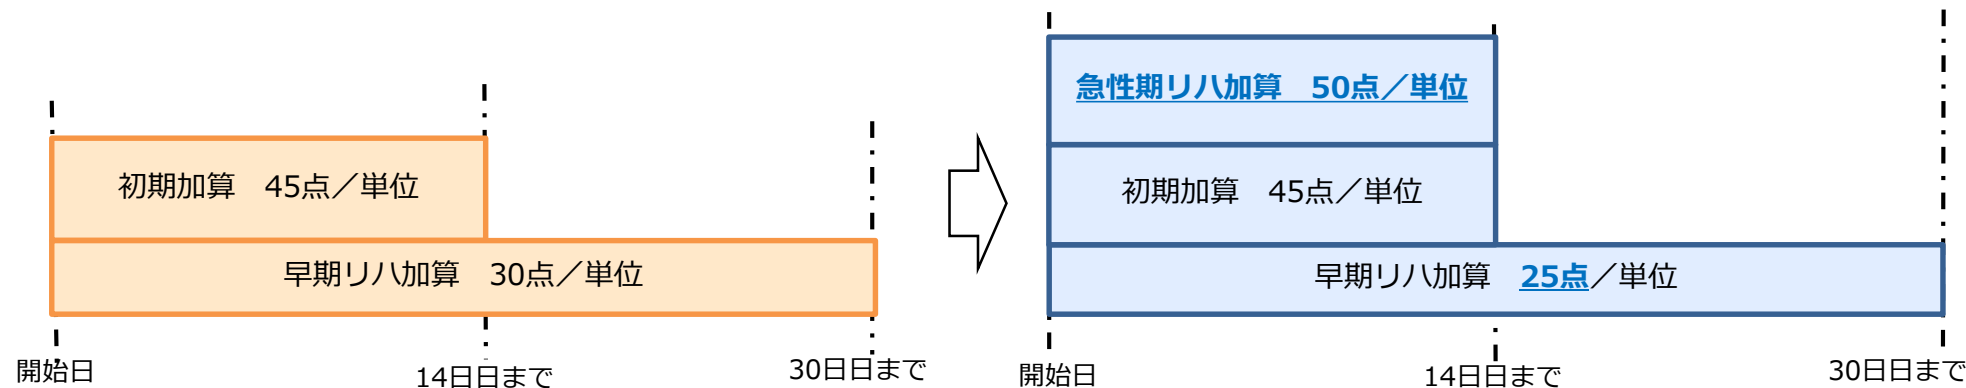 初期加算　45点／単位
早期リハ加算　30点／単位
開始日
14日日まで
30日日まで
急性期リハ加算　50点／単位
初期加算　45点／単位
早期リハ加算　25点／単位
開始日
14日日まで
30日日まで